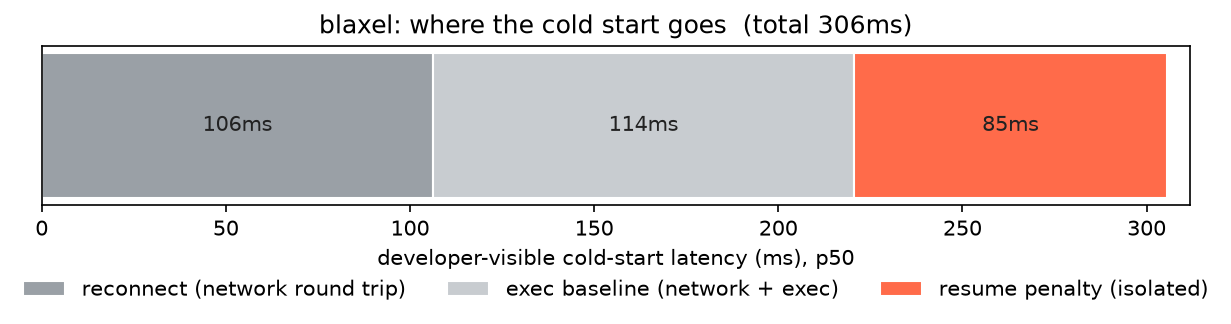 blaxel: where the cold start goes  (total 306ms)
106ms
114ms
85ms
0 50 100 150 200 250 300
developer-visible cold-start latency (ms), p50
reconnect (network round trip) exec baseline (network + exec) resume penalty (isolated)